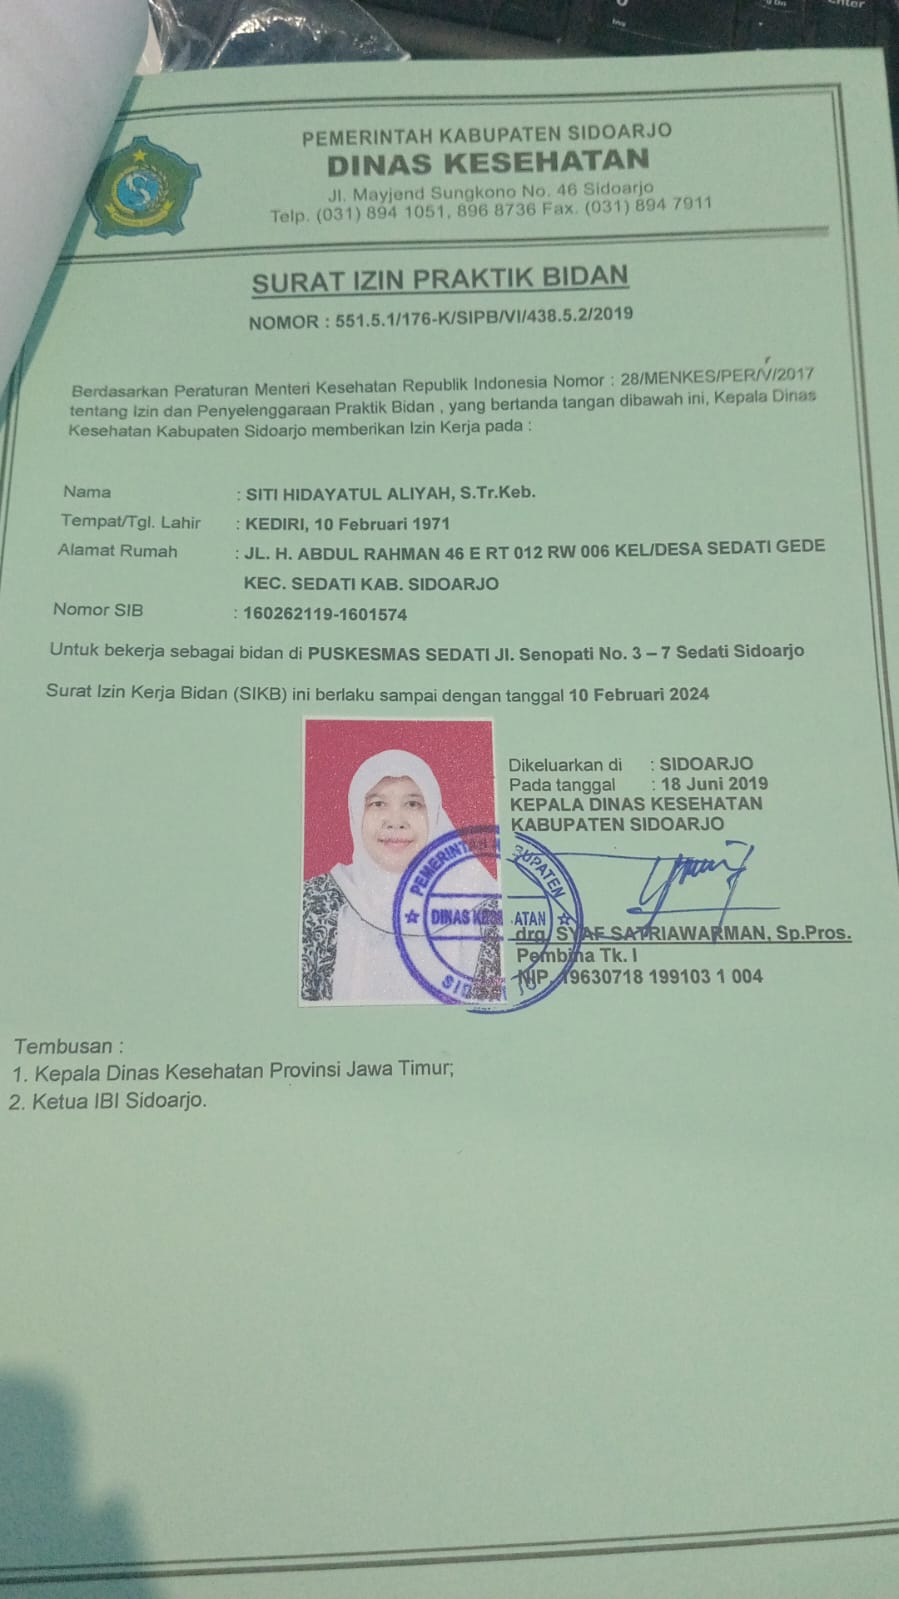 PEMERINTAH KABUPATEN SIDOARJO
DINAS KESEHATAN
Jl. Mayjend Sungkono No. 46 Sidoarjo
Telp. (031) 894 1051, 896 8736 Fax. (031) 894 7911
SURAT IZIN PRAKTIK BIDAN
NOMOR : 551.5.1/176-K/SIPB/VI/438.5.2/2019
Berdasarkan Peraturan Menteri Kesehatan Republik Indonesia Nomor : 28/MENKES/PER/V/2017
tentang Izin dan Penyelenggaraan Praktik Bidan , yang bertanda tangan dibawah ini, Kepala Dinas
Kesehatan Kabupaten Sidoarjo memberikan Izin Kerja pada :
Nama : SITI HIDAYATUL ALIYAH, S.Tr.Keb.
Tempat/Tgl. Lahir : KEDIRI, 10 Februari 1971
Alamat Rumah : JL. H. ABDUL RAHMAN 46 E RT 012 RW 006 KEL/DESA SEDATI GEDE
KEC. SEDATI KAB. SIDOARJO
Nomor SIB : 160262119-1601574
Untuk bekerja sebagai bidan di PUSKESMAS SEDATI Jl. Senopati No. 3 – 7 Sedati Sidoarjo
Surat Izin Kerja Bidan (SIKB) ini berlaku sampai dengan tanggal 10 Februari 2024
Dikeluarkan di : SIDOARJO
Pada tanggal : 18 Juni 2019
KEPALA DINAS KESEHATAN
KABUPATEN SIDOARJO
drg. SYAF SATRIAWARMAN, Sp.Pros.
Pembina Tk. I
NIP. 19630718 199103 1 004
Tembusan :
1. Kepala Dinas Kesehatan Provinsi Jawa Timur;
2. Ketua IBI Sidoarjo.